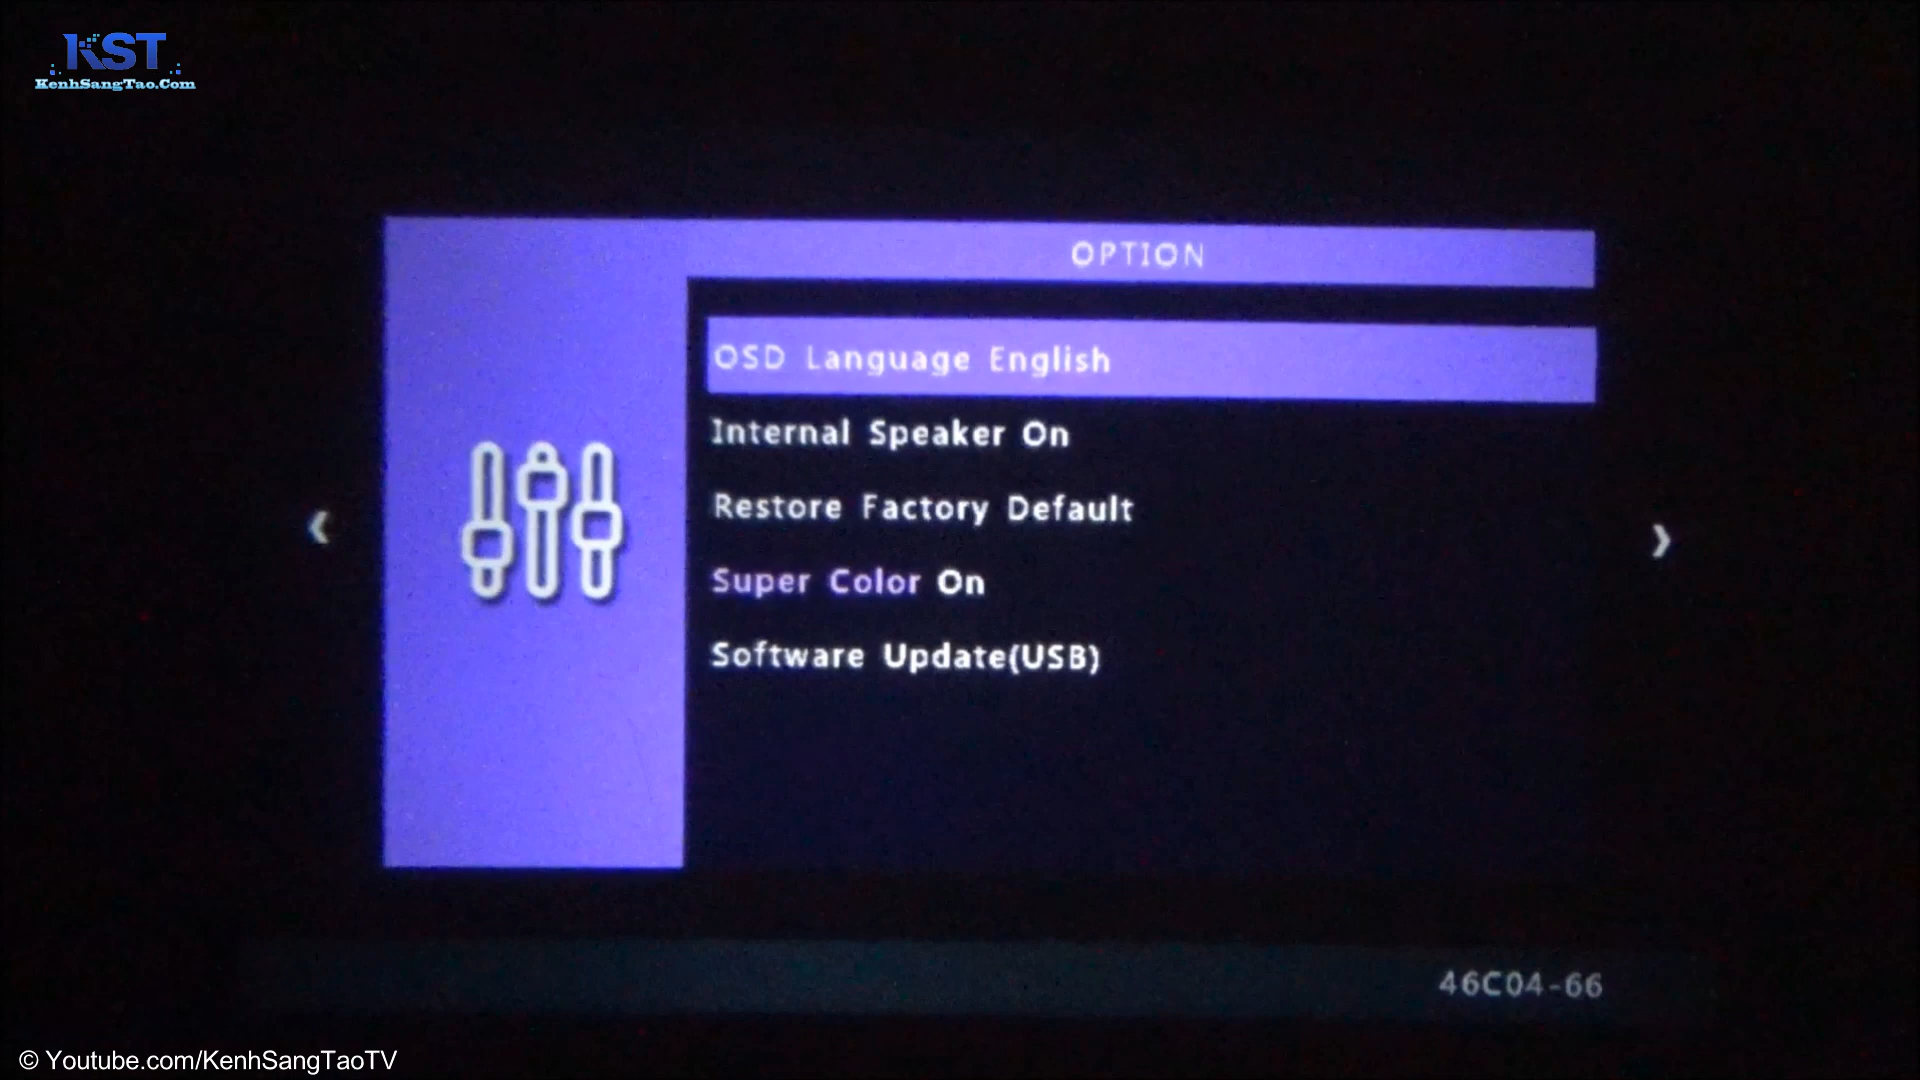 KST
KenhSangTao.Com
OPTION
OSD Language English
Internal Speaker On
Restore Factory Default
Super Color On
Software Update(USB)
46C04-66
© Youtube.com/KenhSangTaoTV